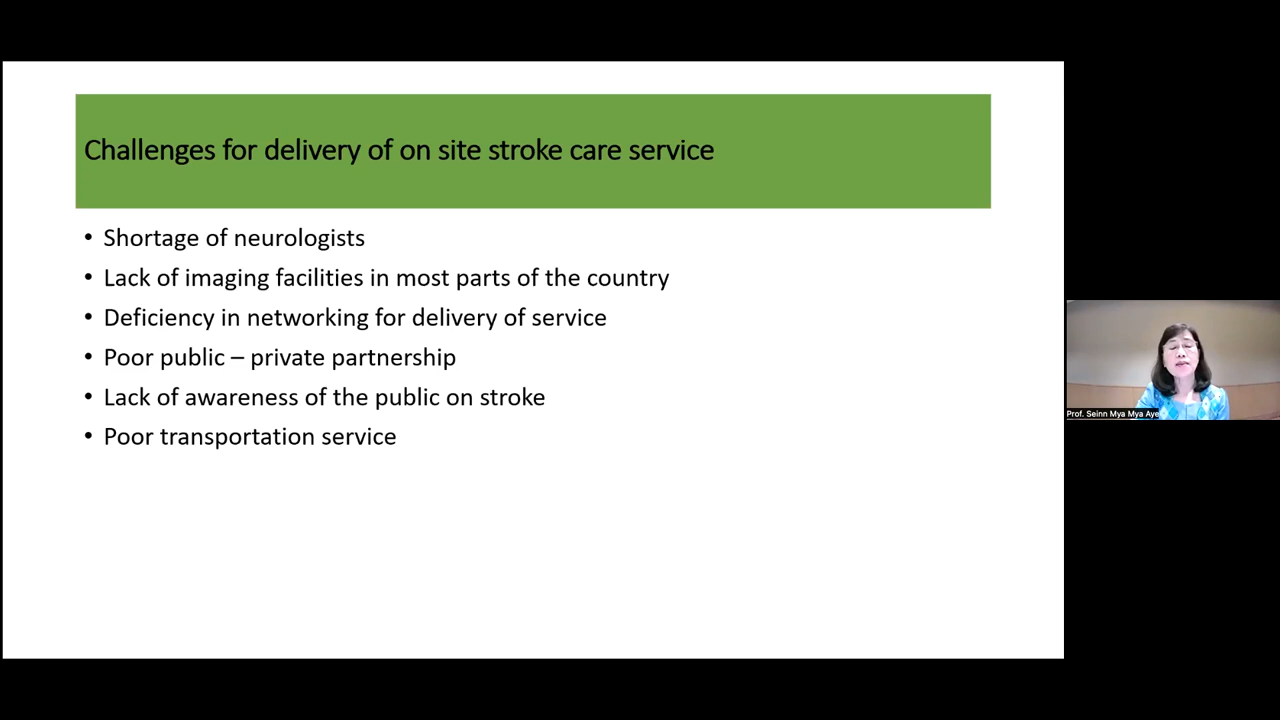 Challenges for delivery of on site stroke care service
• Shortage of neurologists
• Lack of imaging facilities in most parts of the country
• Deficiency in networking for delivery of service
• Poor public – private partnership
• Lack of awareness of the public on stroke
• Poor transportation service
Prof. Seinn Mya Mya Aye